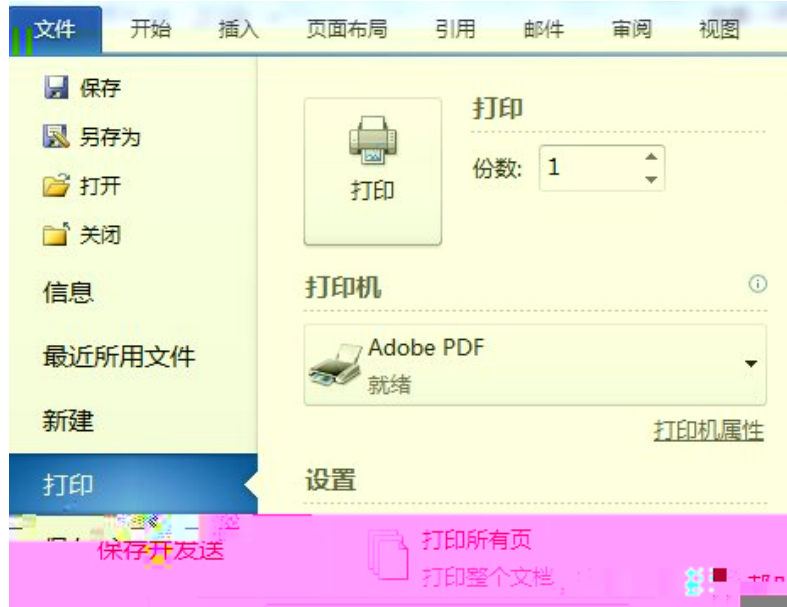 文件 开始 插入 页面布局 引用 邮件 审阅 视图
保存
另存为
打开
关闭
信息
最近所用文件
新建
打印
保存开发送
打印
打印
份数: 1
打印机
Adobe PDF
就绪
打印机属性
设置
打印所有页
打印整个文档